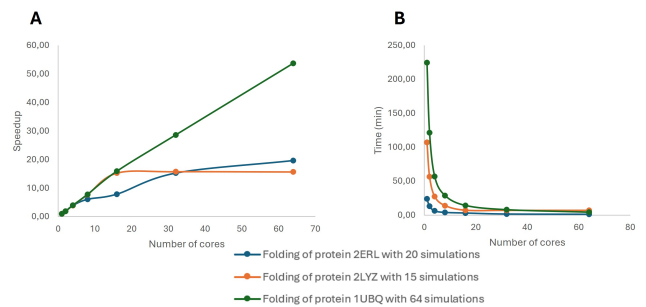 A
60,00
50,00
40,00
30,00
20,00
10,00
0,00
Speedup
0 10 20 30 40 50 60 70
Number of cores
B
250,00
200,00
150,00
100,00
50,00
0,00
Time (min)
0 20 40 60 80
Number of cores
Folding of protein 2ERL with 20 simulations
Folding of protein 2LYZ with 15 simulations
Folding of protein 1UBQ with 64 simulations